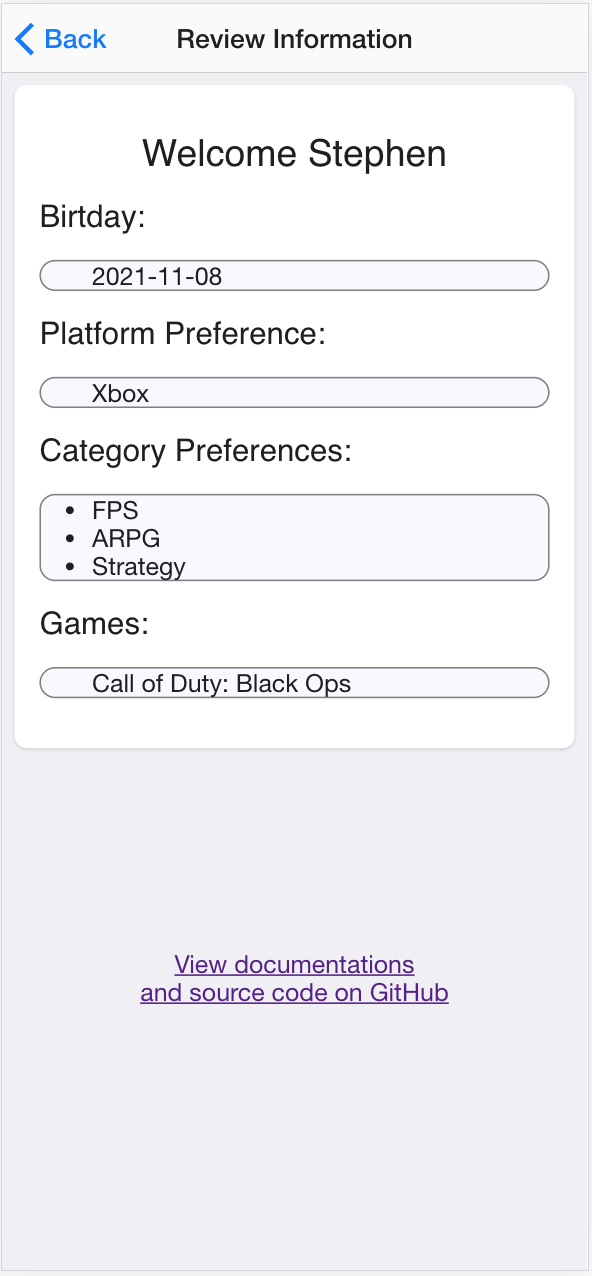 Back
Review Information
Welcome Stephen
Birtday:
2021-11-08
Platform Preference:
Xbox
Category Preferences:
• FPS
• ARPG
• Strategy
Games:
Call of Duty: Black Ops
View documentations
and source code on GitHub